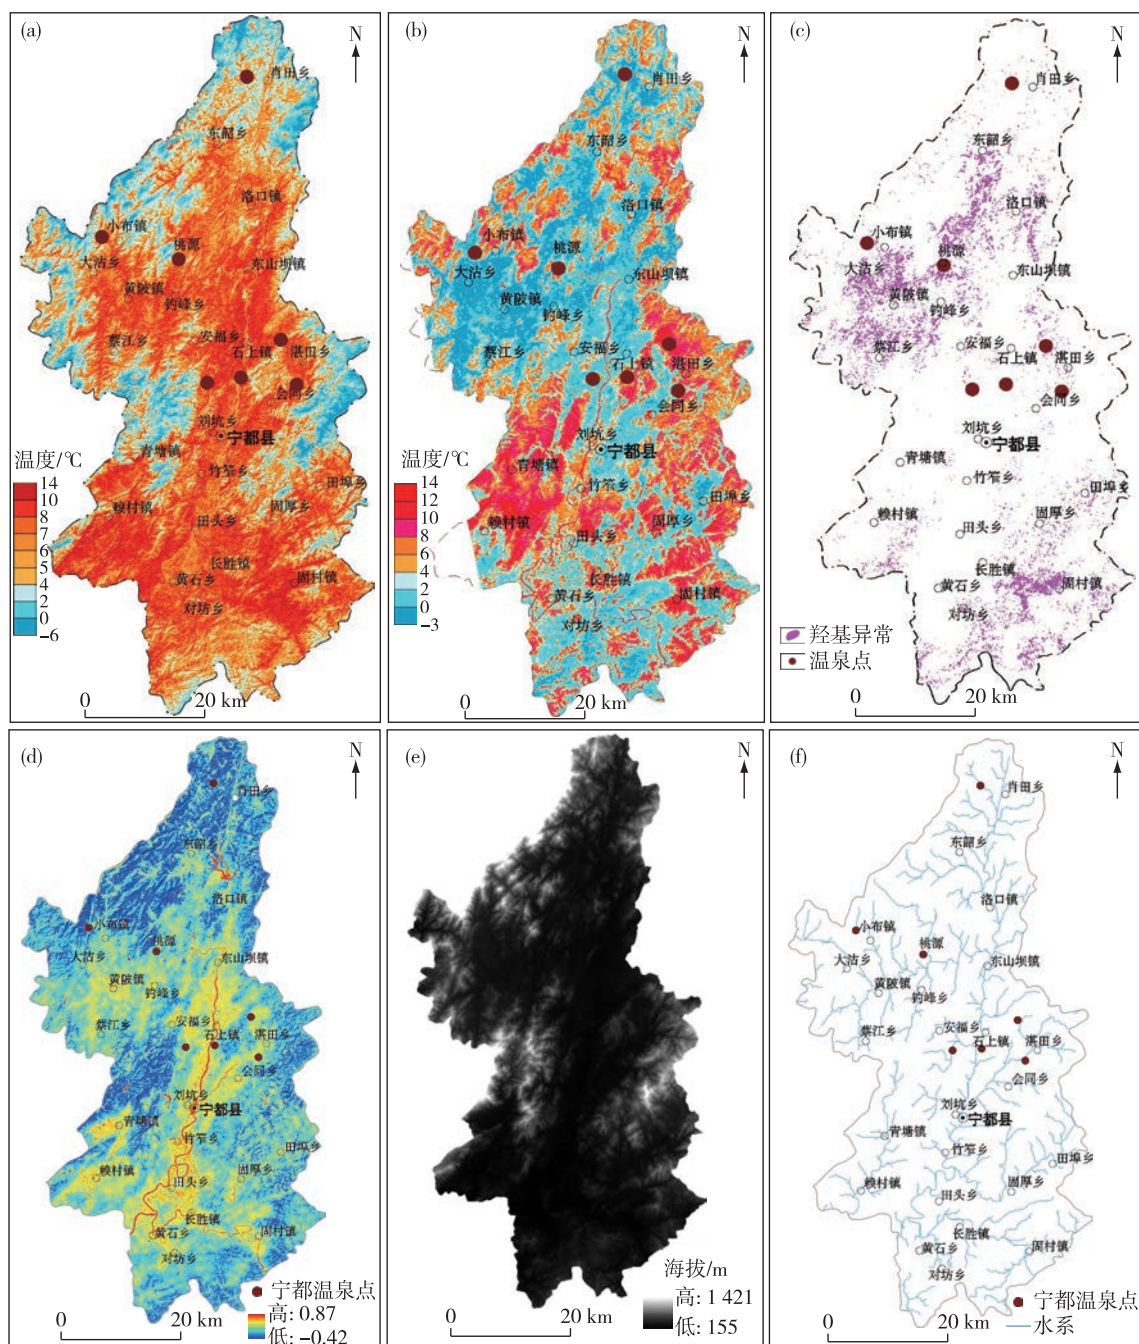 (a)
N
肖田乡
东韶乡
洛口镇
小布镇
桃源
大沽乡
东山坝镇
黄陂镇
钓峰乡
蔡江乡
安福乡
石上镇
湛田乡
会同乡
刘坑乡
宁都县
青塘镇
竹笮乡
田埠乡
赖村镇
田头乡
固厚乡
长胜镇
黄石乡
固村镇
对坊乡
温度/℃
14
10
8
7
6
5
4
2
0
-6
0
20 km
(b)
N
肖田乡
东韶乡
洛口镇
小布镇
桃源
大沽乡
东山坝镇
黄陂镇
钓峰乡
蔡江乡
安福乡
石上镇
湛田乡
会同乡
刘坑乡
宁都县
青塘镇
竹笮乡
田埠乡
赖村镇
田头乡
固厚乡
长胜镇
黄石乡
固村镇
对坊乡
温度/℃
14
12
10
8
6
4
2
0
-3
0
20 km
(c)
N
肖田乡
东韶乡
洛口镇
小布镇
桃源
大沽乡
东山坝镇
黄陂镇
钓峰乡
蔡江乡
安福乡
石上镇
湛田乡
会同乡
刘坑乡
宁都县
青塘镇
竹笮乡
田埠乡
赖村镇
田头乡
固厚乡
长胜镇
黄石乡
固村镇
对坊乡
羟基异常
温泉点
0
20 km
(d)
N
肖田乡
东韶乡
洛口镇
小布镇
桃源
大沽乡
东山坝镇
黄陂镇
钓峰乡
蔡江乡
安福乡
石上镇
湛田乡
会同乡
刘坑乡
宁都县
青塘镇
竹笮乡
田埠乡
赖村镇
田头乡
固厚乡
长胜镇
黄石乡
固村镇
对坊乡
宁都温泉点
高: 0.87
低: -0.42
0
20 km
(e)
N
海拔/m
高: 1 421
低: 155
0
20 km
(f)
N
肖田乡
东韶乡
洛口镇
小布镇
桃源
大沽乡
东山坝镇
黄陂镇
钓峰乡
蔡江乡
安福乡
石上镇
湛田乡
会同乡
刘坑乡
宁都县
青塘镇
竹笮乡
田埠乡
赖村镇
田头乡
固厚乡
长胜镇
黄石乡
固村镇
对坊乡
宁都温泉点
水系
0
20 km